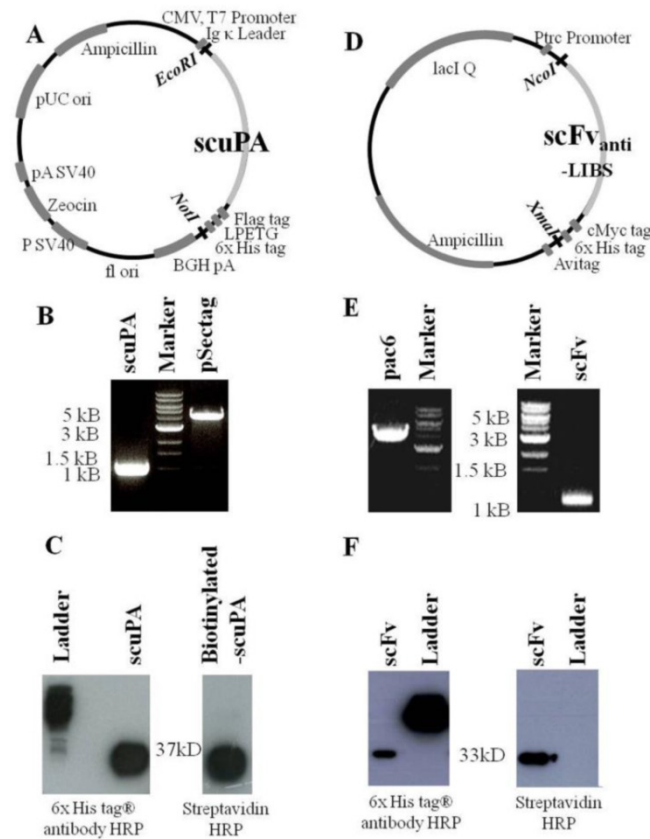 A
CMV, T7 Promoter
Ig κ Leader
Ampicillin
EcoRI
pUC ori
scuPA
pA SV40
Zeocin
NotI
Flag tag
LPETG
6x His tag
P SV40
fl ori
BGH pA
D
Ptrc Promoter
NcoI
lacI Q
scFv anti
-LIBS
XmaI
cMyc tag
6x His tag
Avitag
Ampicillin
B
scuPA
Marker
pSectag
5 kB
3 kB
1.5 kB
1 kB
E
pac6
Marker
Marker
scFv
5 kB
3 kB
1.5 kB
1 kB
C
Ladder
scuPA
Biotinylated
-scuPA
37kD
6x His tag®
antibody HRP
Streptavidin
HRP
F
scFv
Ladder
scFv
Ladder
33kD
6x His tag®
antibody HRP
Streptavidin
HRP